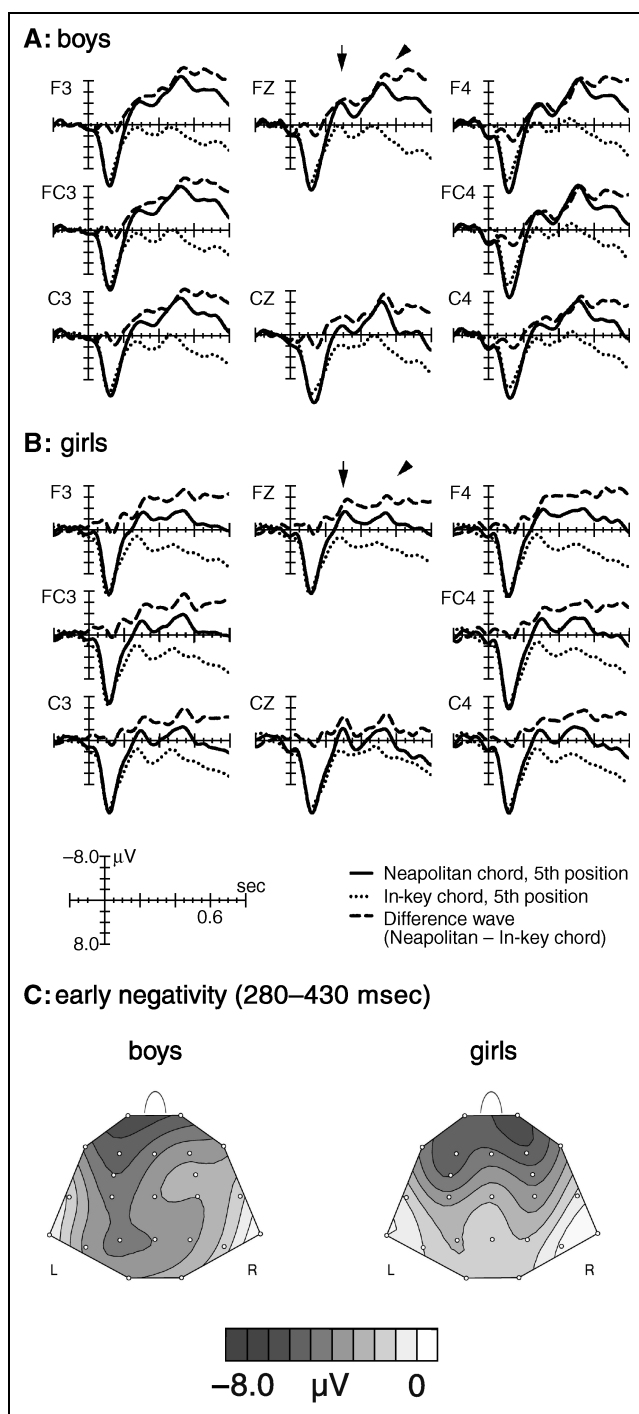 A: boys
F3 FZ F4
FC3 FC4
C3 CZ C4
B: girls
F3 FZ F4
FC3 FC4
C3 CZ C4
–8.0 µV
sec
0.6
8.0
Neapolitan chord, 5th position
In-key chord, 5th position
Difference wave
(Neapolitan – In-key chord)
C: early negativity (280–430 msec)
boys girls
L R L R
–8.0 µV 0